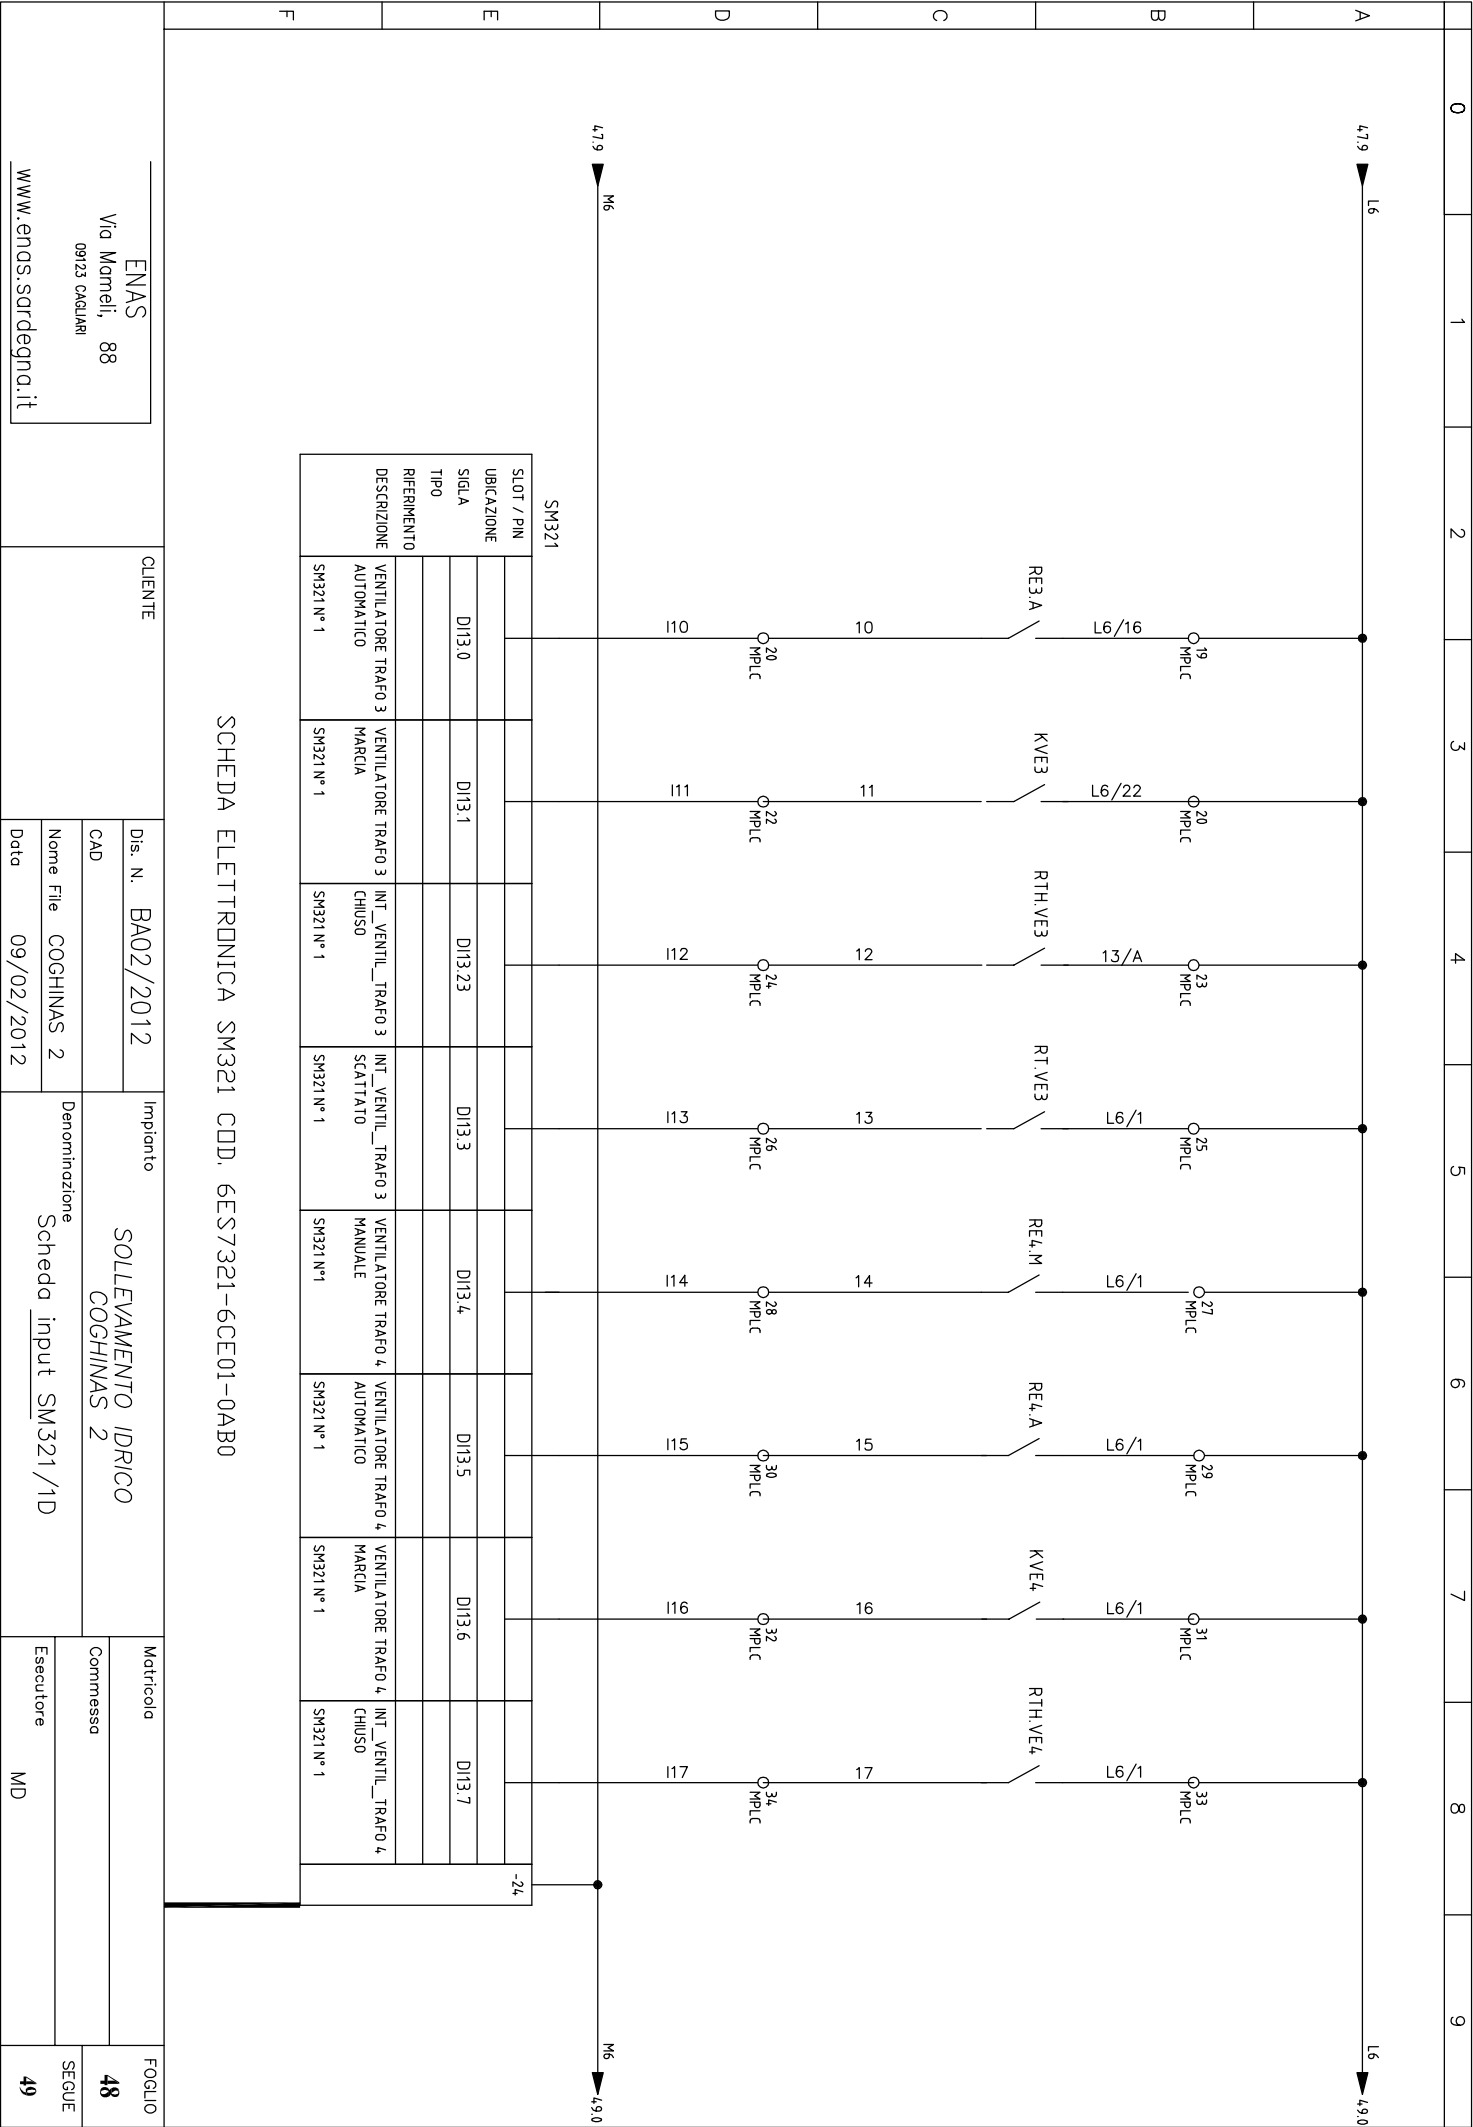 0 1 2 3 4 5 6 7 8 9
A
B
C
D
E
F
47.9 L6
L6 49.0
19 MPLC
20 MPLC
23 MPLC
25 MPLC
27 MPLC
29 MPLC
31 MPLC
33 MPLC
L6/16
L6/22
13/A
L6/1
L6/1
L6/1
L6/1
L6/1
RE3.A
KVE3
RTH.VE3
RT.VE3
RE4.M
RE4.A
KVE4
RTH.VE4
10
11
12
13
14
15
16
17
20 MPLC
22 MPLC
24 MPLC
26 MPLC
28 MPLC
30 MPLC
32 MPLC
34 MPLC
I10
I11
I12
I13
I14
I15
I16
I17
47.9 M6
M6 49.0
SM321
SLOT / PIN
-24
UBICAZIONE
SIGLA DI13.0 DI13.1 DI13.23 DI13.3 DI13.4 DI13.5 DI13.6 DI13.7
TIPO
RIFERIMENTO
DESCRIZIONE
VENTILATORE TRAFO 3
AUTOMATICO
SM321 N° 1
VENTILATORE TRAFO 3
MARCIA
SM321 N° 1
INT_VENTIL_TRAFO 3
CHIUSO
SM321 N° 1
INT_VENTIL_TRAFO 3
SCATTATO
SM321 N° 1
VENTILATORE TRAFO 4
MANUALE
SM321 N°1
VENTILATORE TRAFO 4
AUTOMATICO
SM321 N° 1
VENTILATORE TRAFO 4
MARCIA
SM321 N° 1
INT_VENTIL_TRAFO 4
CHIUSO
SM321 N° 1
SCHEDA ELETTRONICA SM321 COD. 6ES7321-6CE01-0AB0
ENAS
Via Mameli, 88
09123 CAGLIARI
www.enas.sardegna.it
CLIENTE
Dis. N. BA02/2012
CAD
Nome File COGHINAS 2
Data 09/02/2012
Impianto
SOLLEVAMENTO IDRICO
COGHINAS 2
Denominazione
Scheda input SM321/1D
Matricola
Commessa
Esecutore
MD
FOGLIO
48
SEGUE
49